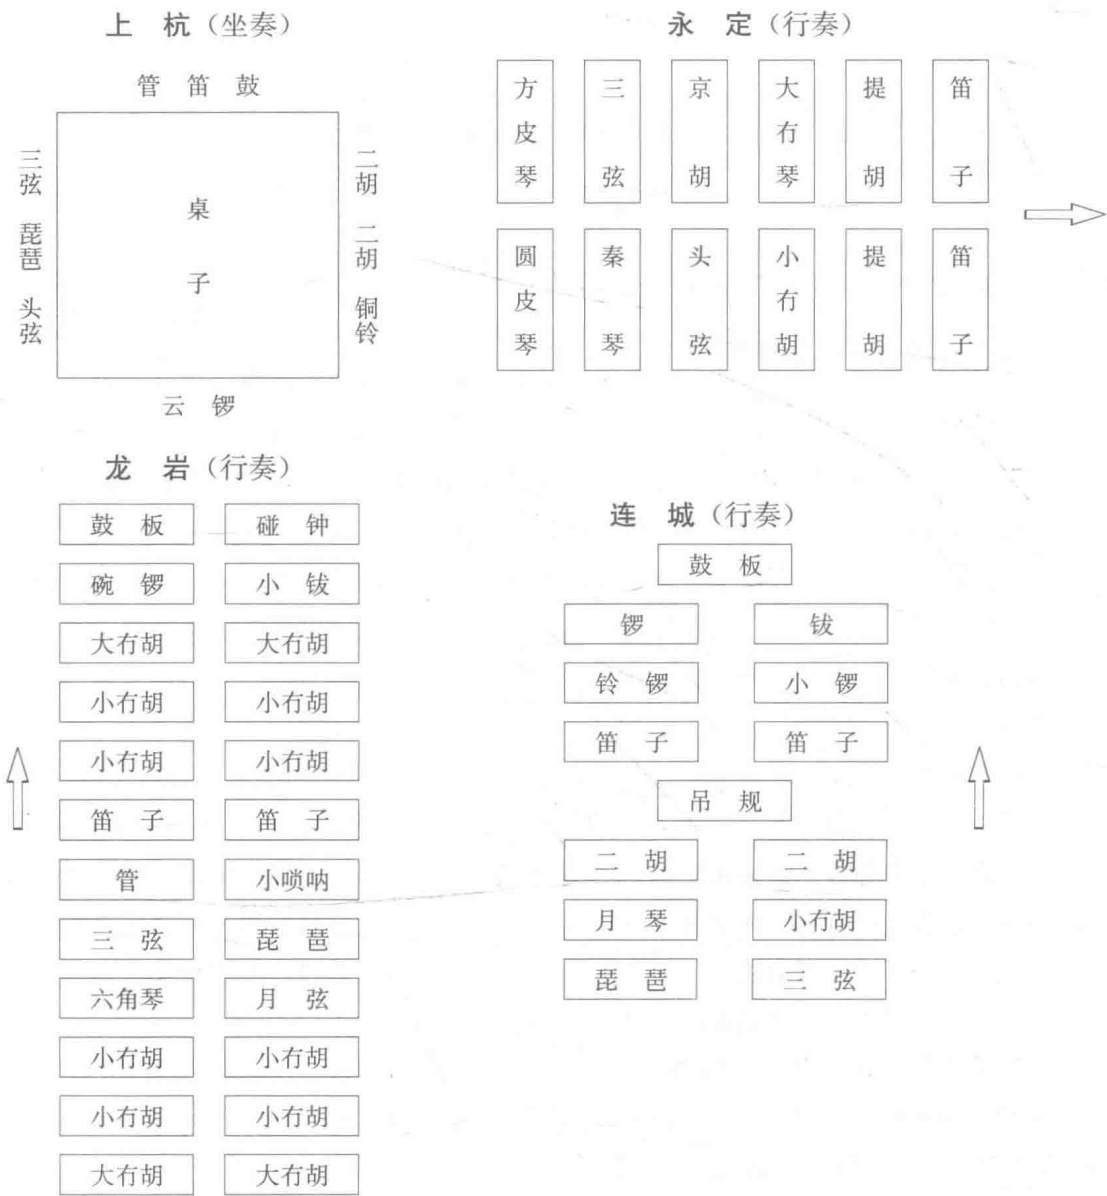 上 杭（坐奏）
管 笛 鼓
三弦 琵琶 头弦
桌子
二胡 二胡 铜铃
云 锣
永 定（行奏）
方皮琴 三弦 京胡 大冇琴 提胡 笛子
圆皮琴 秦琴 头弦 小冇胡 提胡 笛子
龙 岩（行奏）
鼓 板 碰 钟
碗 锣 小 钹
大冇胡 大冇胡
小冇胡 小冇胡
小冇胡 小冇胡
笛 子 笛 子
管 小唢呐
三 弦 琵 琶
六角琴 月 弦
小冇胡 小冇胡
小冇胡 小冇胡
大冇胡 大冇胡
连 城（行奏）
鼓 板
锣 钹
铃 锣 小 锣
笛 子 笛 子
吊 规
二 胡 二 胡
月 琴 小冇胡
琵 琶 三 弦